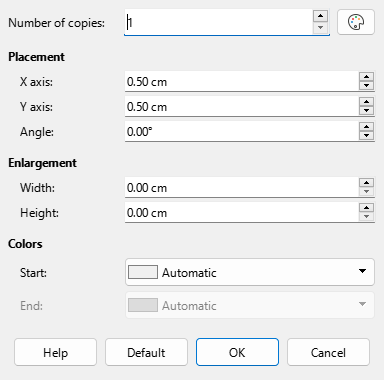 Number of copies: 1
Placement
X axis: 0.50 cm
Y axis: 0.50 cm
Angle: 0.00°
Enlargement
Width: 0.00 cm
Height: 0.00 cm
Colors
Start: Automatic
End: Automatic
Help Default OK Cancel